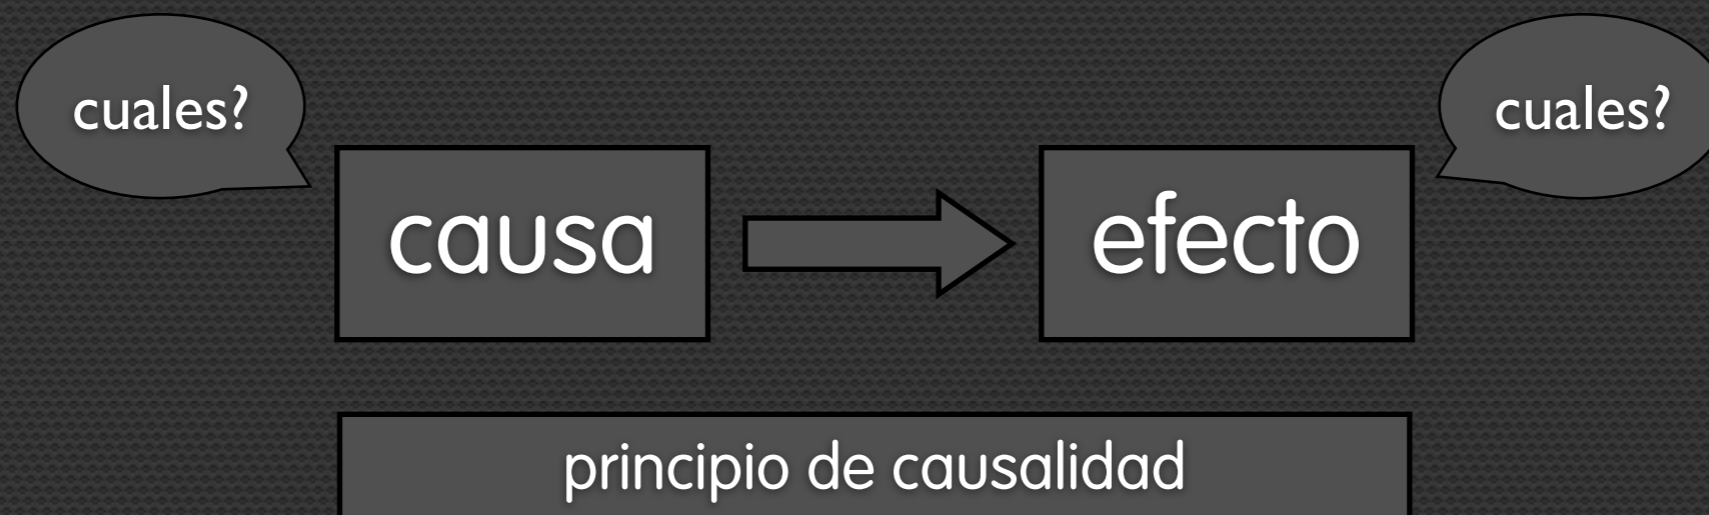 cuales?
cuales?
causa
efecto
principio de causalidad